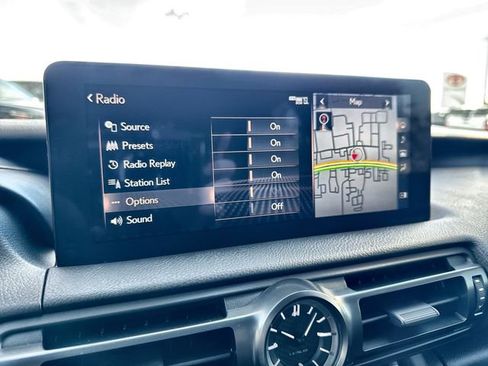 Radio
Map
Source On
Presets On
Radio Replay On
Station List On
Options
Sound Off